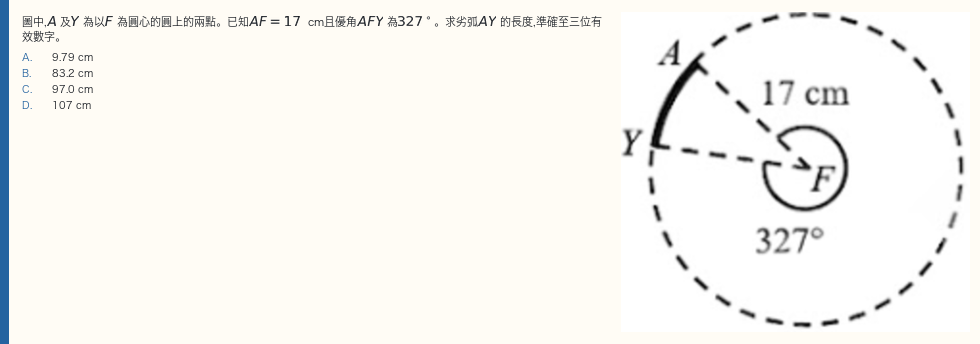 圖中,A 及Y 為以F 為圓心的圓上的兩點。已知AF = 17 cm且優角AFY 為327 °。求劣弧AY 的長度,準確至三位有
效數字。
A. 9.79 cm
B. 83.2 cm
C. 97.0 cm
D. 107 cm
A
17 cm
Y
F
327°